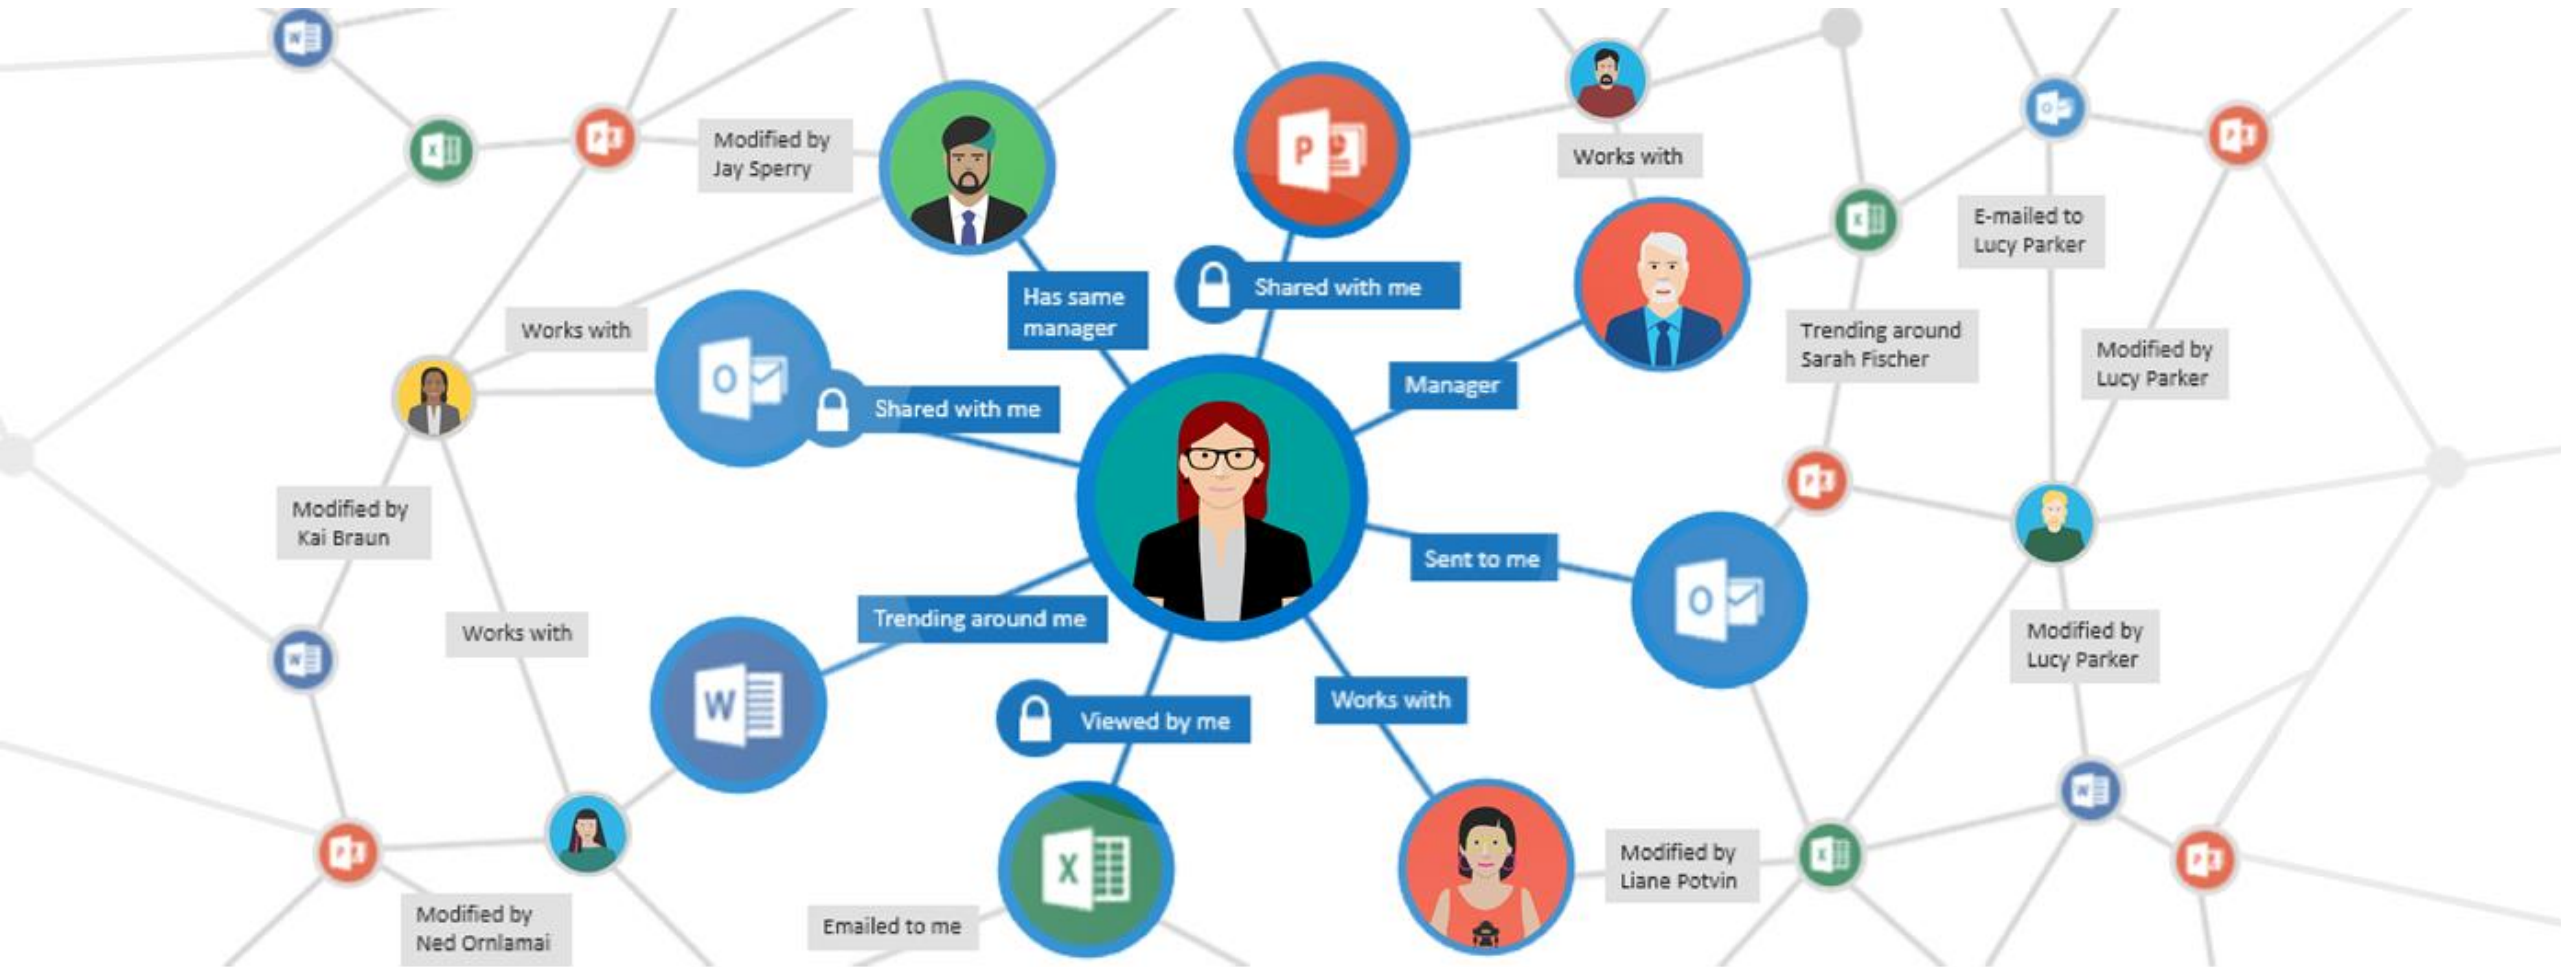 Modified by
Jay Sperry
Works with
E-mailed to
Lucy Parker
Has same
manager
Shared with me
Works with
Trending around
Sarah Fischer
Modified by
Lucy Parker
Manager
Shared with me
Modified by
Kai Braun
Sent to me
Works with
Trending around me
Modified by
Lucy Parker
Works with
Viewed by me
Modified by
Liane Potvin
Modified by
Ned Ornlamai
Emailed to me
W
X
P
P
O
W
X
O
X
P
P
O
W
W
P
X
X
W
P